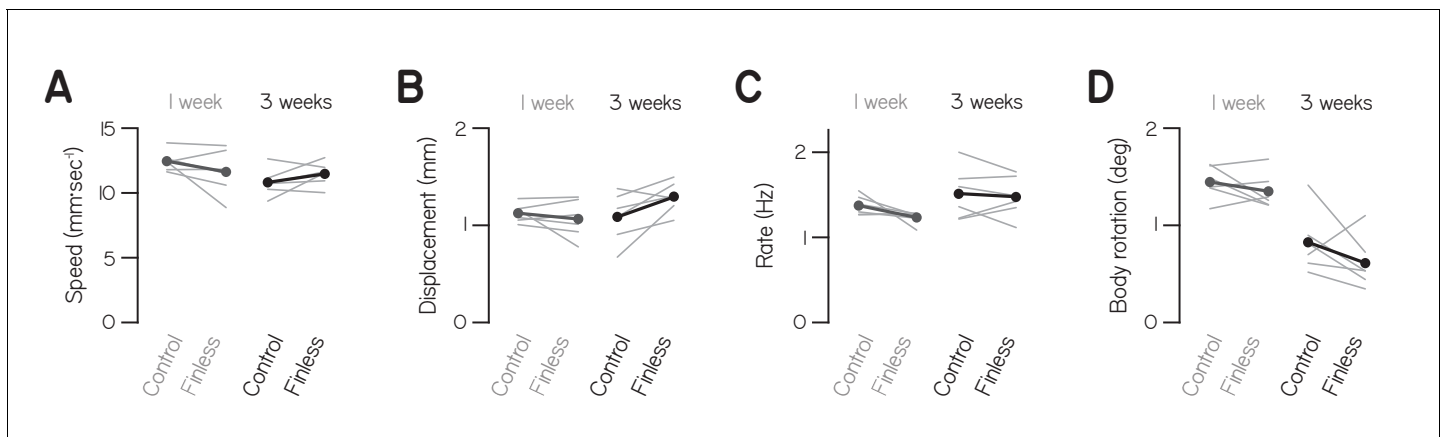 A
1 week 3 weeks
Speed (mm·sec⁻¹)
15
10
5
0
Control
Finless
Control
Finless
B
1 week 3 weeks
Displacement (mm)
2
1
0
Control
Finless
Control
Finless
C
1 week 3 weeks
Rate (Hz)
2
1
0
Control
Finless
Control
Finless
D
1 week 3 weeks
Body rotation (deg)
2
1
0
Control
Finless
Control
Finless